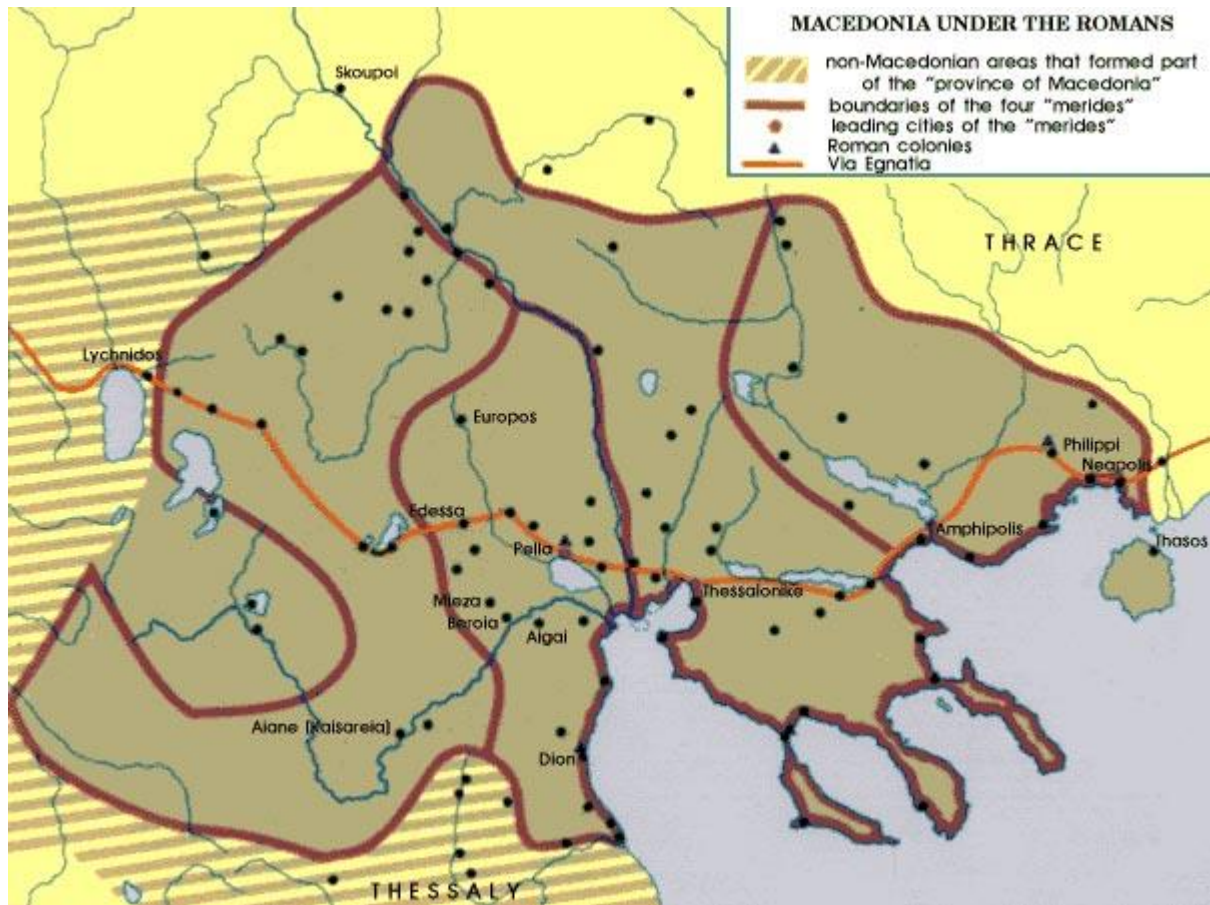 MACEDONIA UNDER THE ROMANS
non-Macedonian areas that formed part
of the "province of Macedonia"
boundaries of the four "merides"
leading cities of the "merides"
Roman colonies
Via Egnatia
Skoupoi
THRACE
Lychnidos
Europos
Philippi
Neapolis
Edessa
Amphipolis
Pella
Thasos
Thessalonike
Mieza
Beroia
Aigai
Aiane (Kaisareia)
Dion
THESSALY